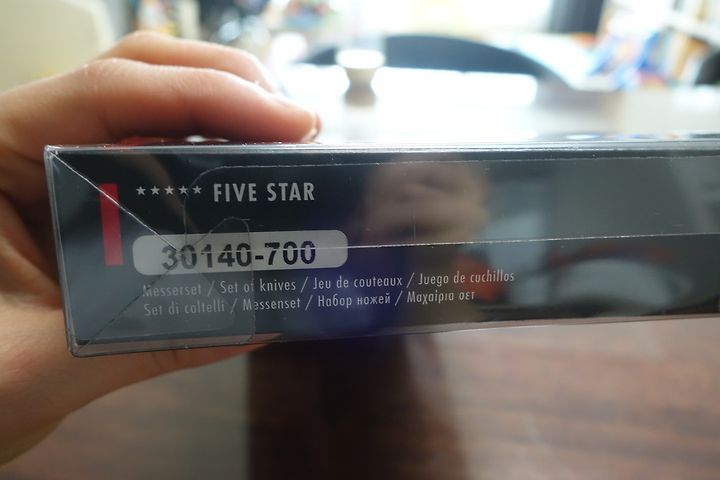 ★★★★★ FIVE STAR
30140-700
Messerset / Set of knives / Jeu de couteaux / Juego de cuchillos
Set di coltelli / Messenset / Набор ножей / Μαχαίρια σετ